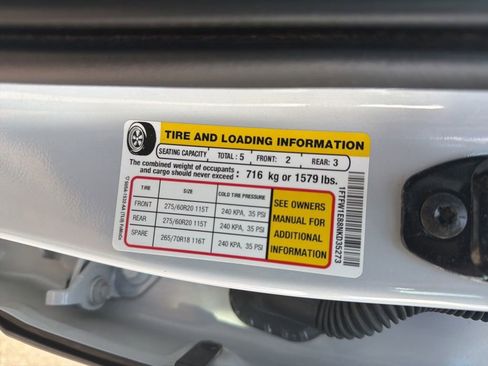 TIRE AND LOADING INFORMATION
SEATING CAPACITY TOTAL : 5 FRONT: 2 REAR: 3
The combined weight of occupants
and cargo should never exceed : 716 kg or 1579 lbs.
TIRE SIZE COLD TIRE PRESSURE
FRONT 275/60R20 115T 240 KPA, 35 PSI
REAR 275/60R20 115T 240 KPA, 35 PSI
SPARE 265/70R18 116T 240 KPA, 35 PSI
SEE OWNERS
MANUAL FOR
ADDITIONAL
INFORMATION
1FTFW1E88NKD35273